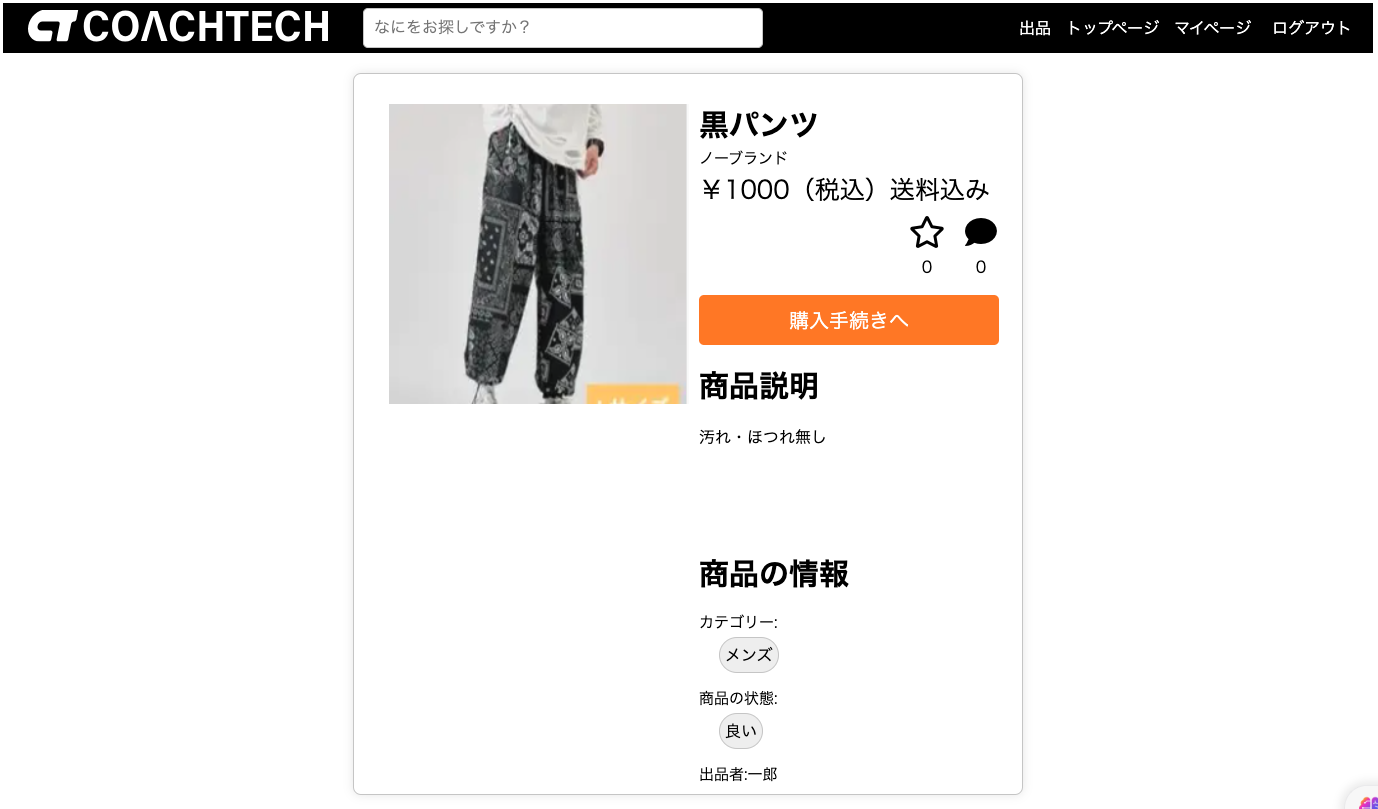 COACHTECH
なにをお探しですか？
出品 トップページ マイページ ログアウト
黒パンツ
ノーブランド
￥1000（税込）送料込み
0 0
購入手続きへ
商品説明
汚れ・ほつれ無し
商品の情報
カテゴリー:
メンズ
商品の状態:
良い
出品者:一郎